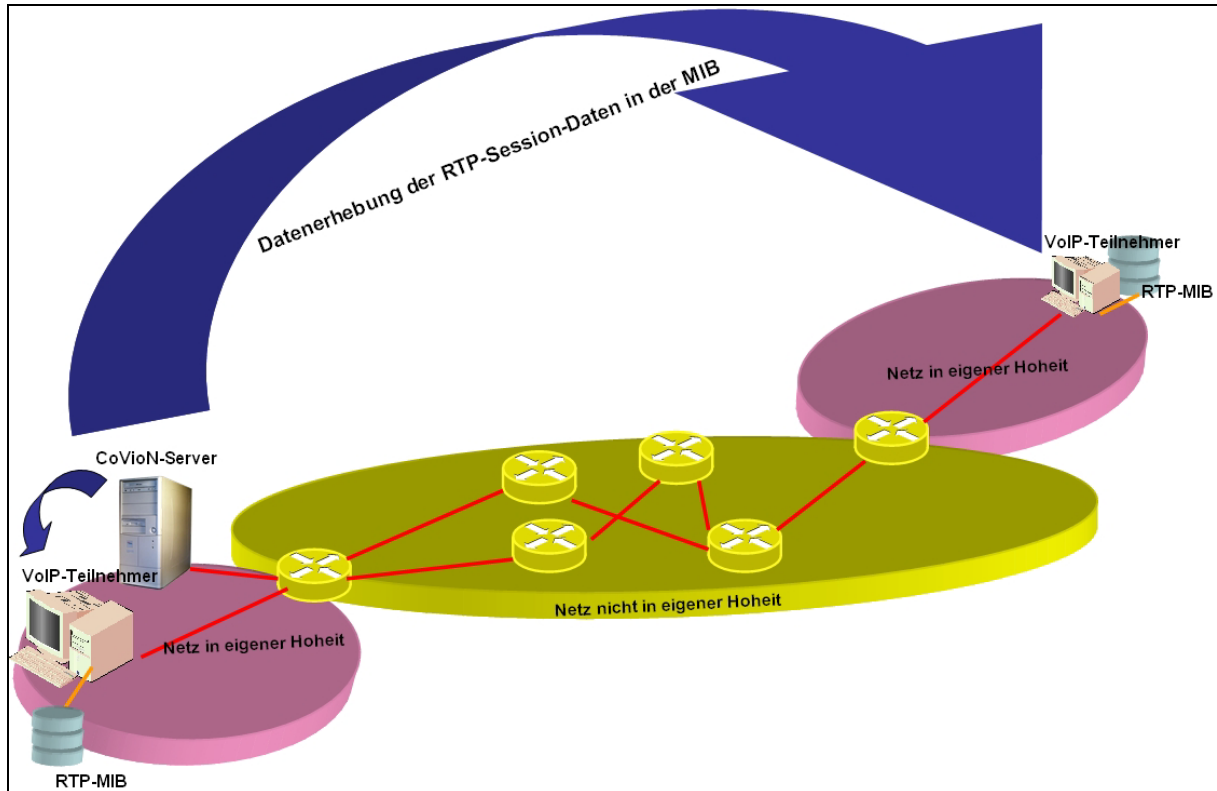 Datenerhebung der RTP-Session-Daten in der MIB
VoIP-Teilnehmer
RTP-MIB
Netz in eigener Hoheit
CoVioN-Server
VoIP-Teilnehmer
Netz in eigener Hoheit
Netz nicht in eigener Hoheit
RTP-MIB